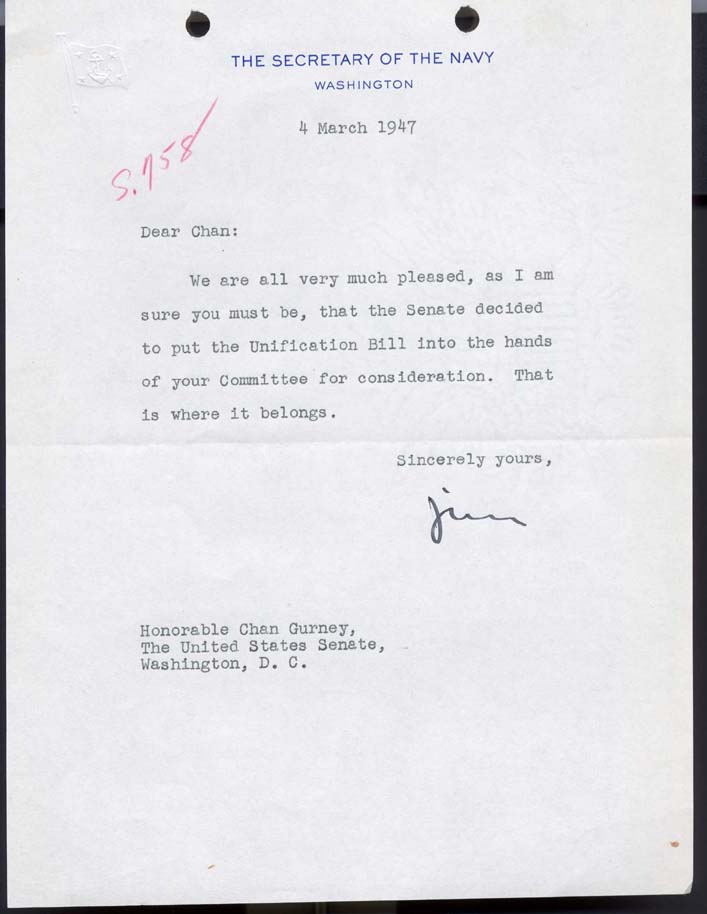 THE SECRETARY OF THE NAVY
WASHINGTON
4 March 1947
S.758
Dear Chan:
We are all very much pleased, as I am
sure you must be, that the Senate decided
to put the Unification Bill into the hands
of your Committee for consideration. That
is where it belongs.
Sincerely yours,
Jim
Honorable Chan Gurney,
The United States Senate,
Washington, D. C.